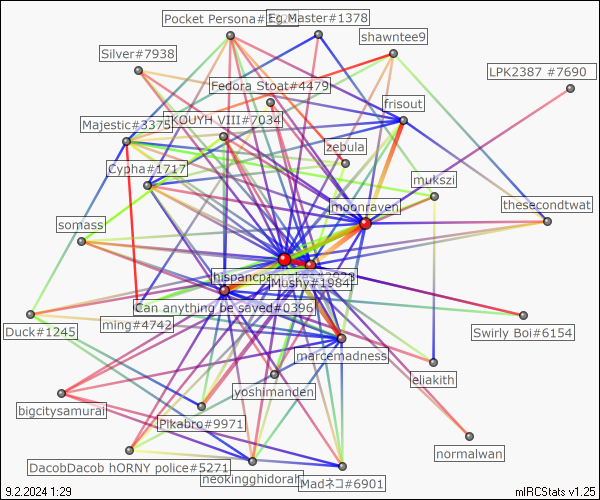 Pocket Persona#
Eg. Master#1378
shawntee9
Silver#7938
LPK2387 #7690
Fedora Stoat#4479
frisout
KOUYH VIII#7034
Majestic#3375
zebula
Cypha#1717
mukszi
moonraven
thesecondtwat
somass
hispancpa
Mushy#1984
Can anything be saved#0396
Duck#1245
ming#4742
Swirly Boi#6154
marcemadness
eliakith
yoshimanden
bigcitysamurai
Pikabro#9971
normalwan
DacobDacob hORNY police#5271
neokingghidorah
Madネコ#6901
9.2.2024 1:29
mIRCStats v1.25